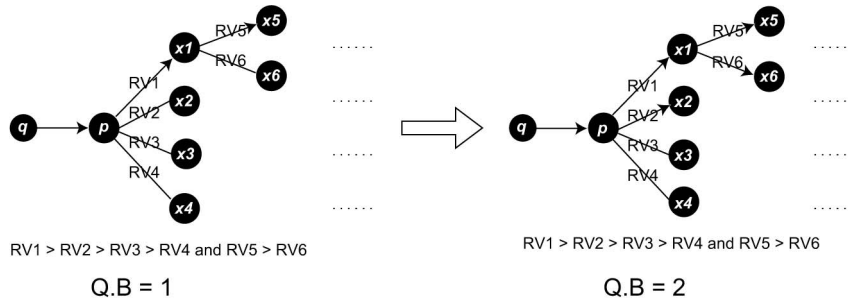 x5
RV5
x1
RV6
x6
RV1
x2
RV2
q
p
RV3
x3
RV4
x4
......
......
......
......
RV1 > RV2 > RV3 > RV4 and RV5 > RV6
Q.B = 1
x5
RV5
x1
RV6
x6
RV1
x2
RV2
q
p
RV3
x3
RV4
x4
......
......
......
......
RV1 > RV2 > RV3 > RV4 and RV5 > RV6
Q.B = 2